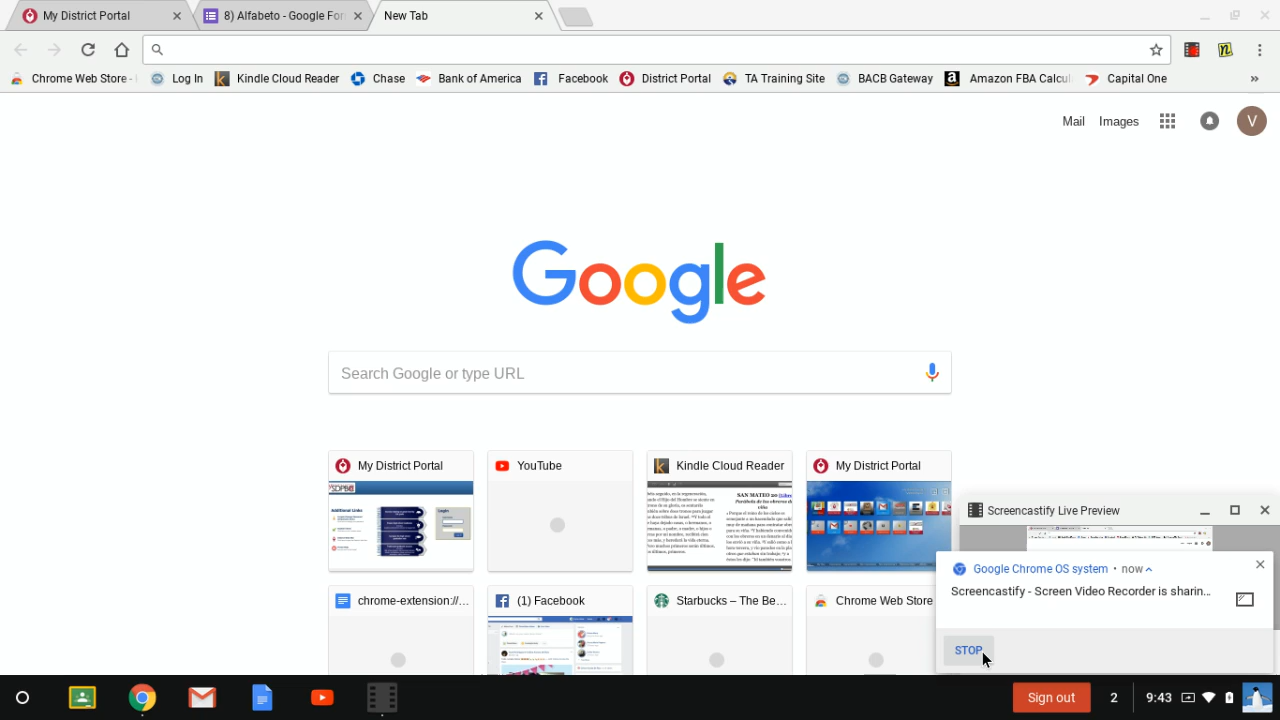 My District Portal
8) Alfabeto - Google For
New Tab
Chrome Web Store -
Log In
Kindle Cloud Reader
Chase
Bank of America
Facebook
District Portal
TA Training Site
BACB Gateway
Amazon FBA Calcul
Capital One
»
Mail
Images
V
Google
Search Google or type URL
My District Portal
YouTube
Kindle Cloud Reader
My District Portal
SAN MATEO 20
Screencastify Live Preview
Google Chrome OS system • now
Screencastify - Screen Video Recorder is sharin...
STOP
chrome-extension://...
(1) Facebook
Starbucks – The Be...
Chrome Web Store
Sign out
2
9:43